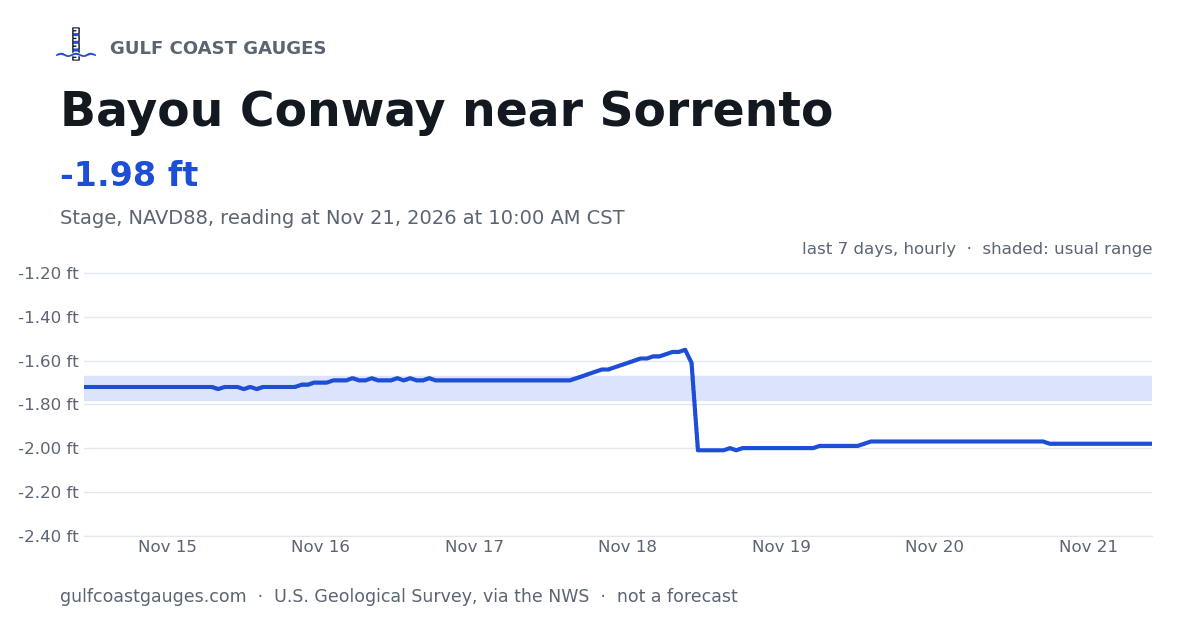 GULF COAST GAUGES
Bayou Conway near Sorrento
-1.98 ft
Stage, NAVD88, reading at Nov 21, 2026 at 10:00 AM CST
last 7 days, hourly · shaded: usual range
-1.20 ft
-1.40 ft
-1.60 ft
-1.80 ft
-2.00 ft
-2.20 ft
-2.40 ft
Nov 15 Nov 16 Nov 17 Nov 18 Nov 19 Nov 20 Nov 21
gulfcoastgauges.com · U.S. Geological Survey, via the NWS · not a forecast